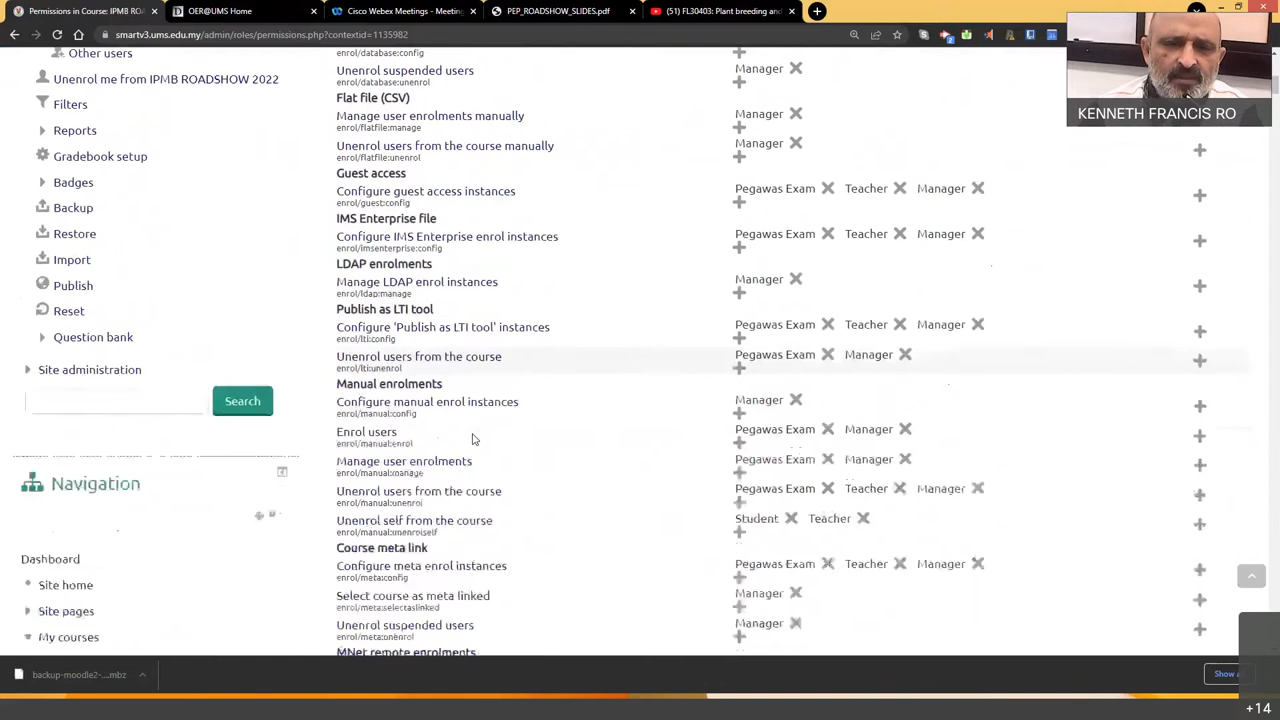 Permissions in Course: IPMB RO
OER@UMS Home
Cisco Webex Meetings - Meeting
PEP_ROADSHOW_SLIDES.pdf
(51) FL30403: Plant breeding and
smartv3.ums.edu.my/admin/roles/permissions.php?contextid=1135982
KENNETH FRANCIS RO
Other users
Unenrol me from IPMB ROADSHOW 2022
Filters
Reports
Gradebook setup
Badges
Backup
Restore
Import
Publish
Reset
Question bank
Site administration
Search
Navigation
Dashboard
Site home
Site pages
My courses
enrol/database:config
Unenrol suspended users Manager
enrol/database:unenrol
Flat file (CSV)
Manage user enrolments manually Manager
enrol/flatfile:manage
Unenrol users from the course manually Manager
enrol/flatfile:unenrol
Guest access
Configure guest access instances Pegawas Exam Teacher Manager
enrol/guest:config
IMS Enterprise file
Configure IMS Enterprise enrol instances Pegawas Exam Teacher Manager
enrol/imsenterprise:config
LDAP enrolments
Manage LDAP enrol instances Manager
enrol/ldap:manage
Publish as LTI tool
Configure 'Publish as LTI tool' instances Pegawas Exam Teacher Manager
enrol/lti:config
Unenrol users from the course Pegawas Exam Manager
enrol/lti:unenrol
Manual enrolments
Configure manual enrol instances Manager
enrol/manual:config
Enrol users Pegawas Exam Manager
enrol/manual:enrol
Manage user enrolments Pegawas Exam Manager
enrol/manual:manage
Unenrol users from the course Pegawas Exam Teacher Manager
enrol/manual:unenrol
Unenrol self from the course Student Teacher
enrol/manual:unenrolself
Course meta link
Configure meta enrol instances Pegawas Exam Teacher Manager
enrol/meta:config
Select course as meta linked Manager
enrol/meta:selectaslinked
Unenrol suspended users Manager
enrol/meta:unenrol
MNet remote enrolments
backup-moodle2-....mbz
Show
+14